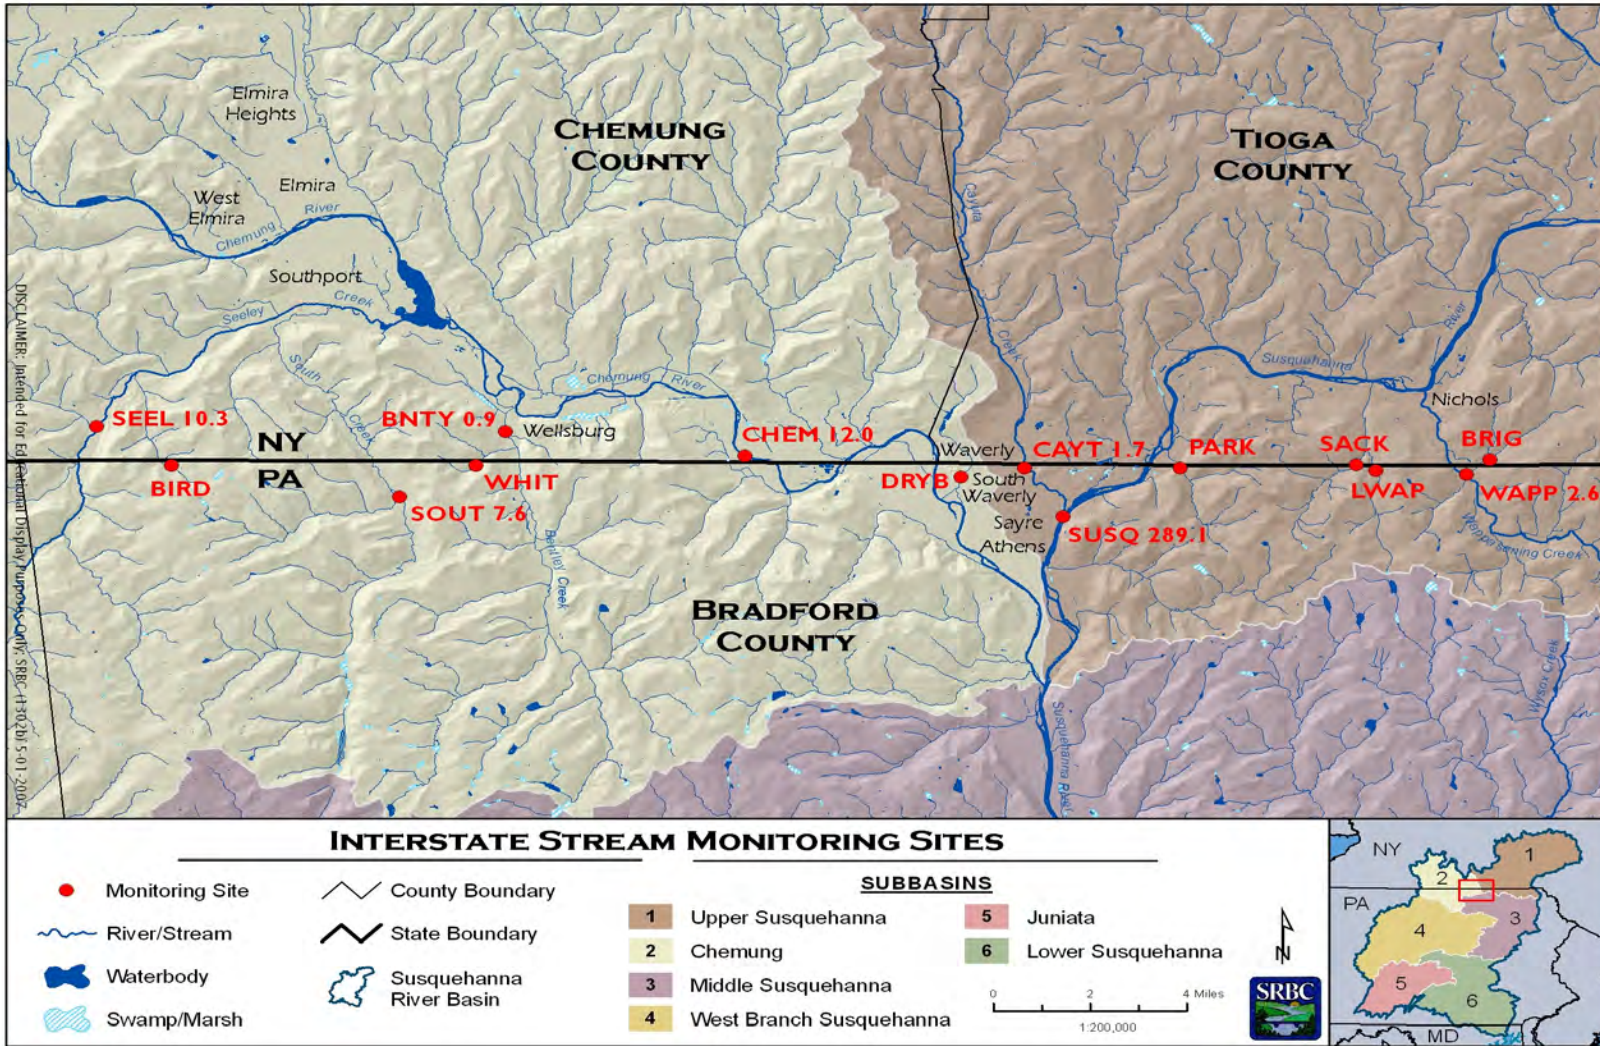 Elmira
Heights
CHEMUNG
COUNTY
TIOGA
COUNTY
West
Elmira
Elmira
Chemung
River
Cayuta
Creek
Southport
Seeley
Creek
South
Creek
Chemung
River
Susquehanna
River
Nichols
SEEL 10.3
BNTY 0.9
Wellsburg
CHEM 12.0
Waverly
CAYT 1.7
PARK
SACK
BRIG
NY
PA
BIRD
WHIT
SOUT 7.6
DRYB
South
Waverly
LWAP
WAPP 2.6
Sayre
Athens
SUSQ 289.1
Bentley Creek
Wappasening Creek
BRADFORD
COUNTY
Susquehanna River
Wysox Creek
DISCLAIMER: Intended for Educational Display Purposes Only; SRBC (1302b) 5-01-2007
INTERSTATE STREAM MONITORING SITES
Monitoring Site
River/Stream
Waterbody
Swamp/Marsh
County Boundary
State Boundary
Susquehanna
River Basin
SUBBASINS
1 Upper Susquehanna
2 Chemung
3 Middle Susquehanna
4 West Branch Susquehanna
5 Juniata
6 Lower Susquehanna
N
0 2 4 Miles
1:200,000
SRBC
NY
PA
MD
1
2
3
4
5
6